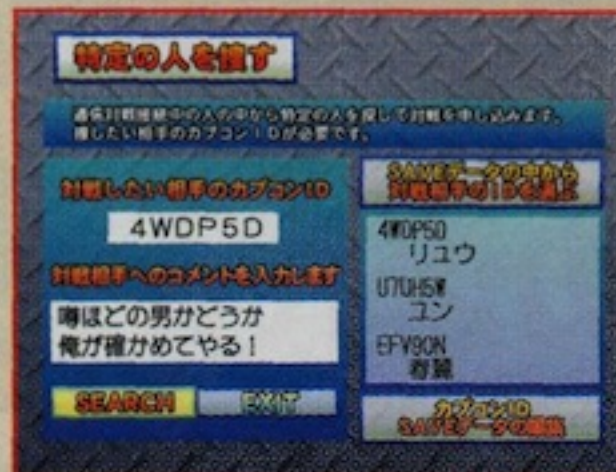 特定の人を捜す
通信対戦接続中の人の中から特定の人を探して対戦を申し込みます。
捜したい相手のカプコンIDが必要です。
対戦したい相手のカプコンID
4WDP5D
対戦相手へのコメントを入力します
噂ほどの男かどうか
俺が確かめてやる!
SEARCH
EXIT
SAVEデータの中から
対戦相手のIDを選ぶ
4WDP5D
リュウ
U7UH5W
ユン
EFV9ON
春麗
カプコンID
SAVEデータの編集